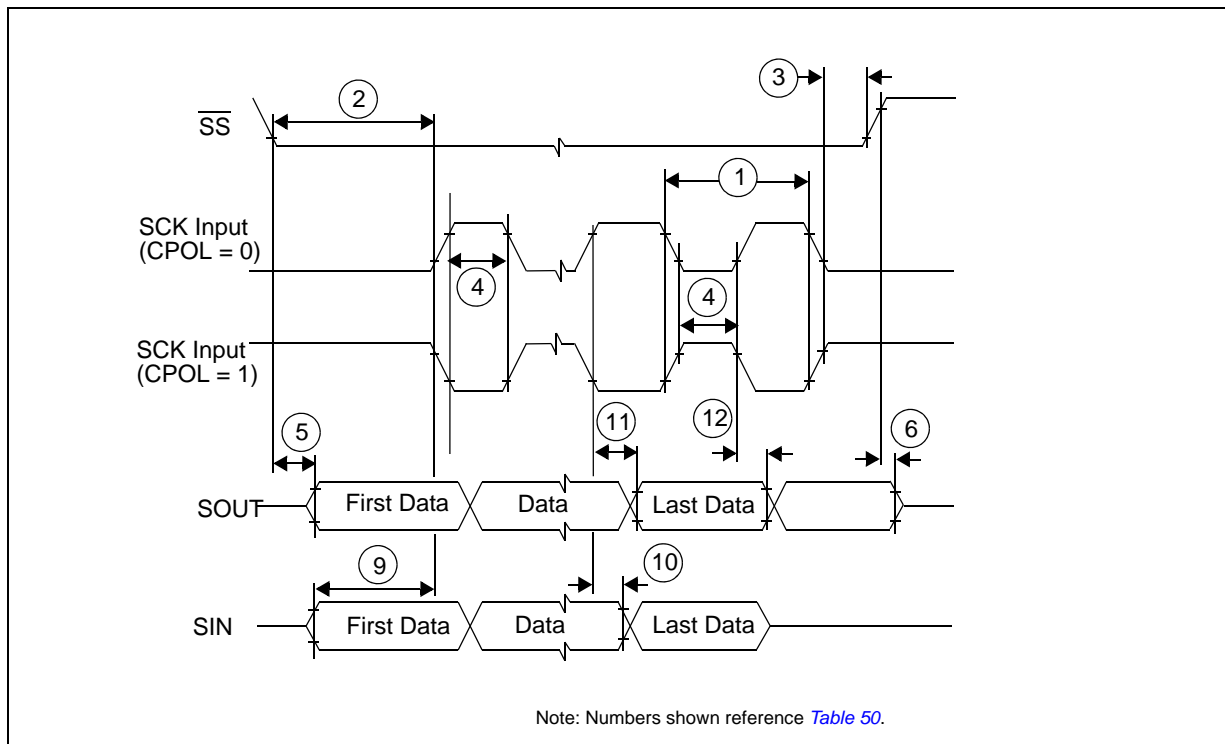 3
2
SS
1
SCK Input
(CPOL = 0)
4
4
SCK Input
(CPOL = 1)
5
11
12
6
SOUT
First Data
Data
Last Data
9
10
SIN
First Data
Data
Last Data
Note: Numbers shown reference Table 50.